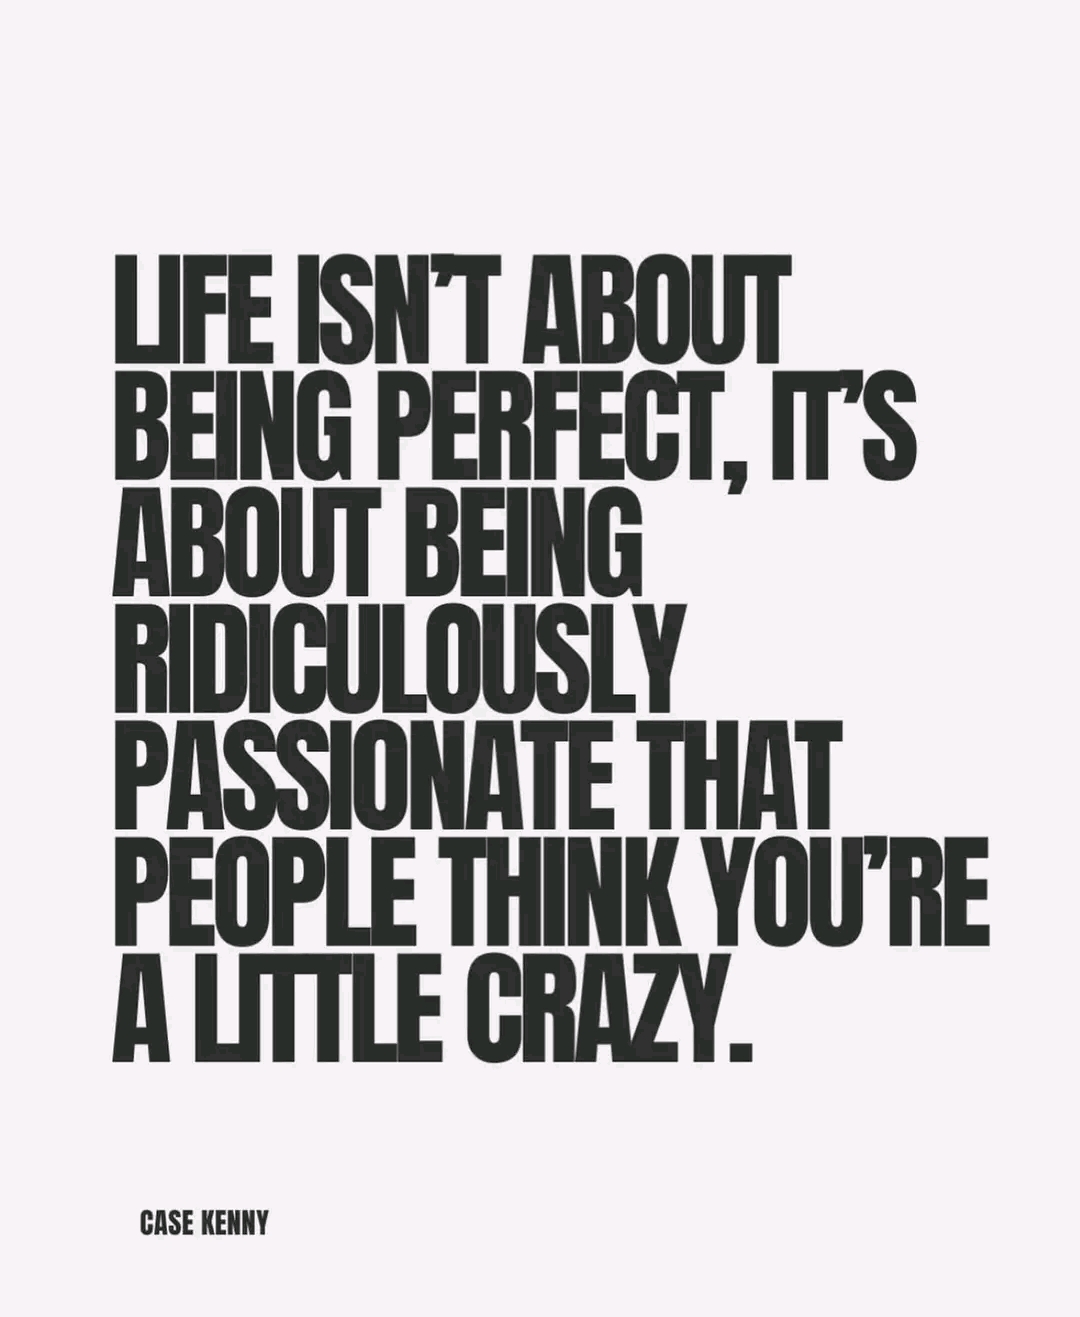 LIFE ISN’T ABOUT
BEING PERFECT, IT’S
ABOUT BEING
RIDICULOUSLY
PASSIONATE THAT
PEOPLE THINK YOU’RE
A LITTLE CRAZY.
CASE KENNY